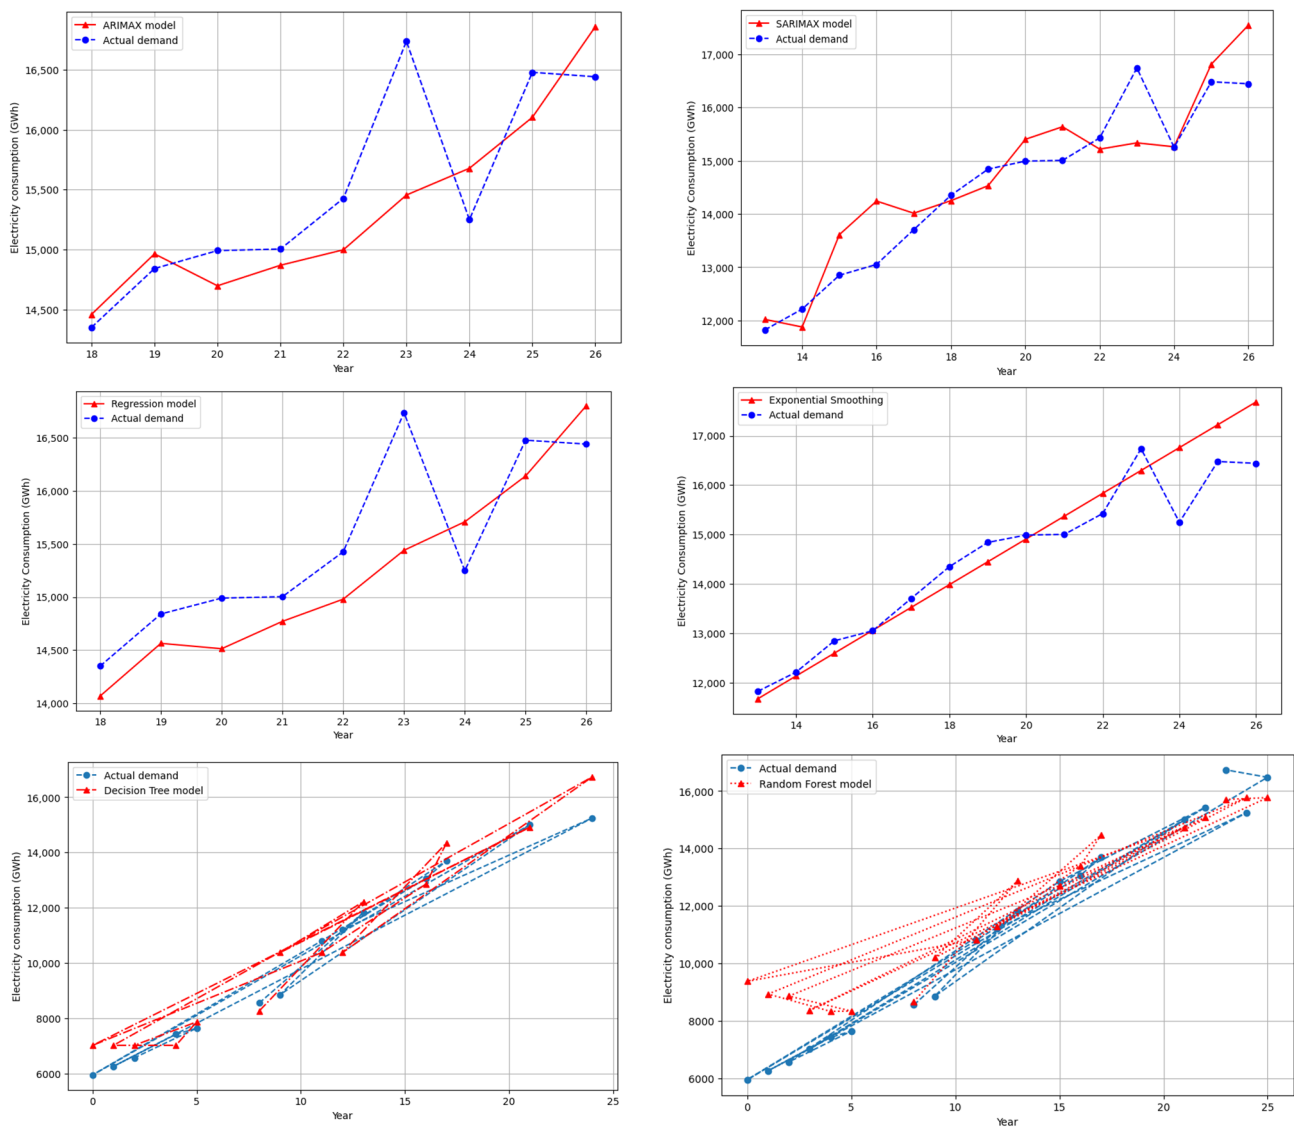 ARIMAX model
Actual demand
Electricity consumption (GWh)
16,500
16,000
15,500
15,000
14,500
18 19 20 21 22 23 24 25 26
Year
SARIMAX model
Actual demand
Electricity Consumption (GWh)
17,000
16,000
15,000
14,000
13,000
12,000
14 16 18 20 22 24 26
Year
Regression model
Actual demand
Electricity Consumption (GWh)
16,500
16,000
15,500
15,000
14,500
14,000
18 19 20 21 22 23 24 25 26
Year
Exponential Smoothing
Actual demand
Electricity Consumption (GWh)
17,000
16,000
15,000
14,000
13,000
12,000
14 16 18 20 22 24 26
Year
Actual demand
Decision Tree model
Electricity consumption (GWh)
16,000
14,000
12,000
10,000
8000
6000
0 5 10 15 20 25
Year
Actual demand
Random Forest model
Electricity consumption (GWh)
16,000
14,000
12,000
10,000
8000
6000
0 5 10 15 20 25
Year